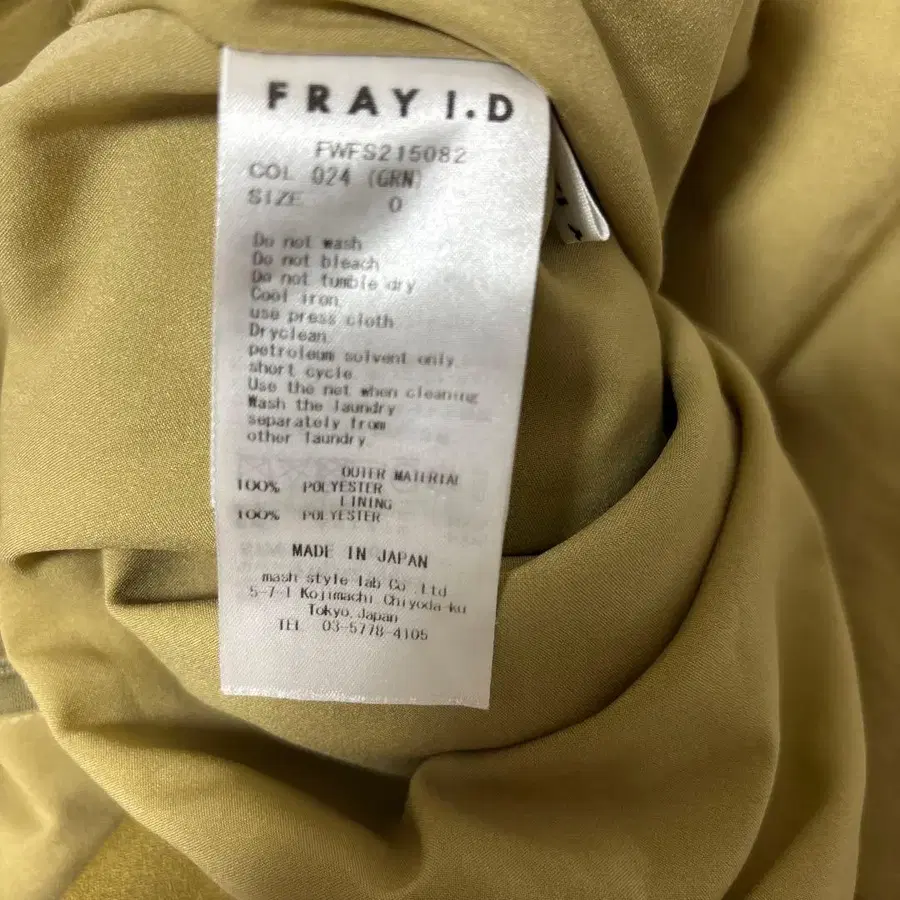 FRAY I.D
FWFS215082
COL 024 (GRN)
SIZE 0
Do not wash
Do not bleach
Do not tumble dry
Cool iron
use press cloth
Dryclean
petroleum solvent only
short cycle
Use the net when cleaning
Wash the laundry
separately from
other laundry
OUTER MATERIAL
100% POLYESTER
LINING
100% POLYESTER
MADE IN JAPAN
mash style lab Co .Ltd
5-7-1 Kojimachi Chiyoda-ku
Tokyo,Japan
TEL 03-5778-4105